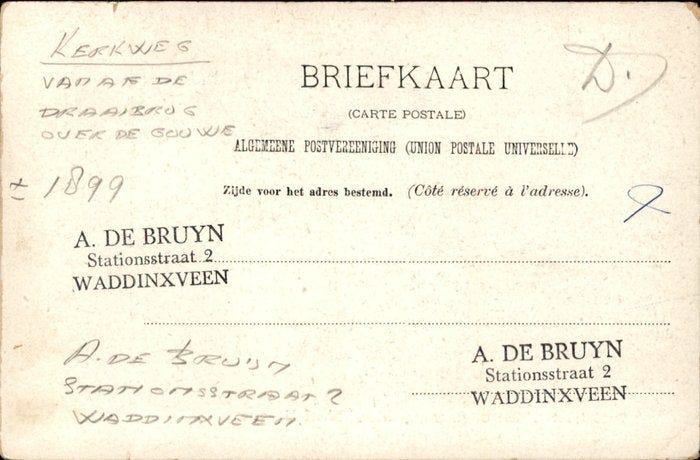 KERKWEG
VANAF DE
DRAAIBRUG
OVER DE GOUWE
± 1899
D.
BRIEFKAART
(CARTE POSTALE)
ALGEMEENE POSTVEREENIGING (UNION POSTALE UNIVERSELLE)
Zijde voor het adres bestemd. (Côté réservé à l'adresse).
A. DE BRUYN
Stationsstraat 2
WADDINXVEEN
A. DE BRUIJN
STATIONSSTRAAT 2
WADDINXVEEN
A. DE BRUYN
Stationsstraat 2
WADDINXVEEN